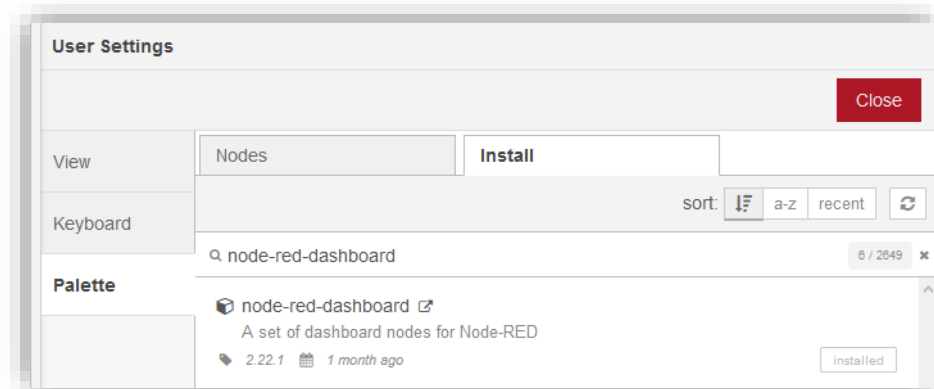 User Settings
Close
View
Nodes
Install
sort: a-z recent
Keyboard
node-red-dashboard 6 / 2649
Palette
node-red-dashboard
A set of dashboard nodes for Node-RED
2.22.1 1 month ago
installed